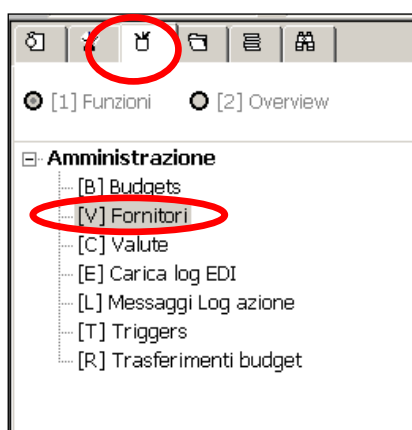 [1] Funzioni [2] Overview
Amministrazione
[B] Budgets
[V] Fornitori
[C] Valute
[E] Carica log EDI
[L] Messaggi Log azione
[T] Triggers
[R] Trasferimenti budget